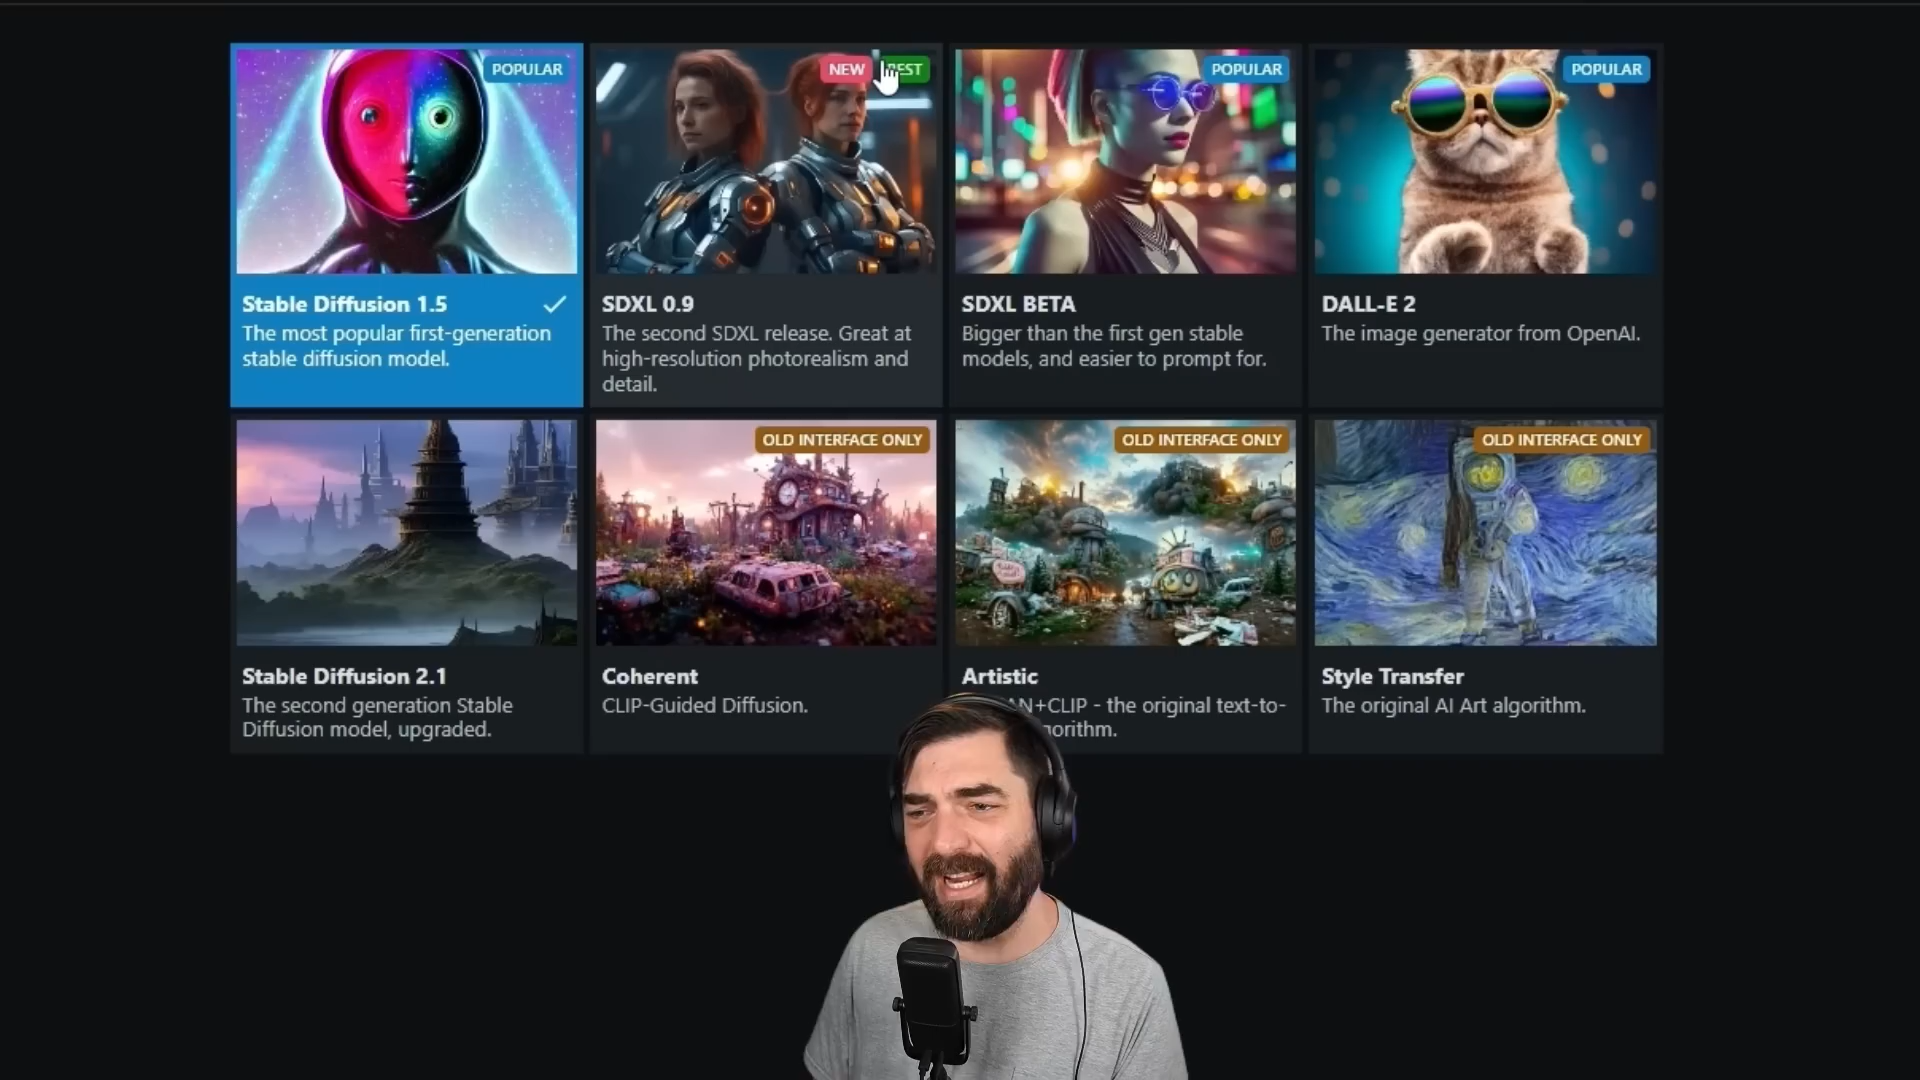 POPULAR
Stable Diffusion 1.5
The most popular first-generation
stable diffusion model.
NEW
SDXL 0.9
The second SDXL release. Great at
high-resolution photorealism and
detail.
POPULAR
SDXL BETA
Bigger than the first gen stable
models, and easier to prompt for.
POPULAR
DALL-E 2
The image generator from OpenAI.
Stable Diffusion 2.1
The second generation Stable
Diffusion model, upgraded.
OLD INTERFACE ONLY
Coherent
CLIP-Guided Diffusion.
OLD INTERFACE ONLY
Artistic
- the original text-to-
OLD INTERFACE ONLY
Style Transfer
The original AI Art algorithm.